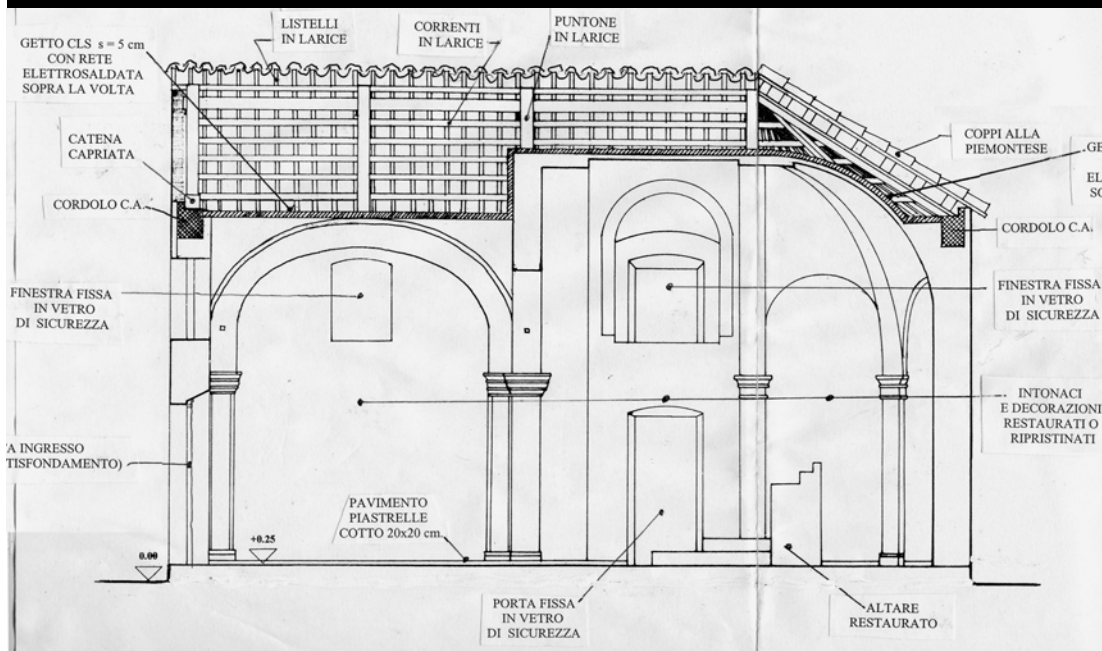 LISTELLI
IN LARICE
CORRENTI
IN LARICE
PUNTONE
IN LARICE
GETTO CLS s = 5 cm
CON RETE
ELETTROSALDATA
SOPRA LA VOLTA
CATENA
CAPRIATA
CORDOLO C.A.
COPPI ALLA
PIEMONTESE
CORDOLO C.A.
FINESTRA FISSA
IN VETRO
DI SICUREZZA
FINESTRA FISSA
IN VETRO
DI SICUREZZA
INTONACI
E DECORAZIONI
RESTAURATI O
RIPRISTINATI
INGRESSO
PAVIMENTO
PIASTRELLE
COTTO 20x20 cm.
+0.25
0.00
PORTA FISSA
IN VETRO
DI SICUREZZA
ALTARE
RESTAURATO